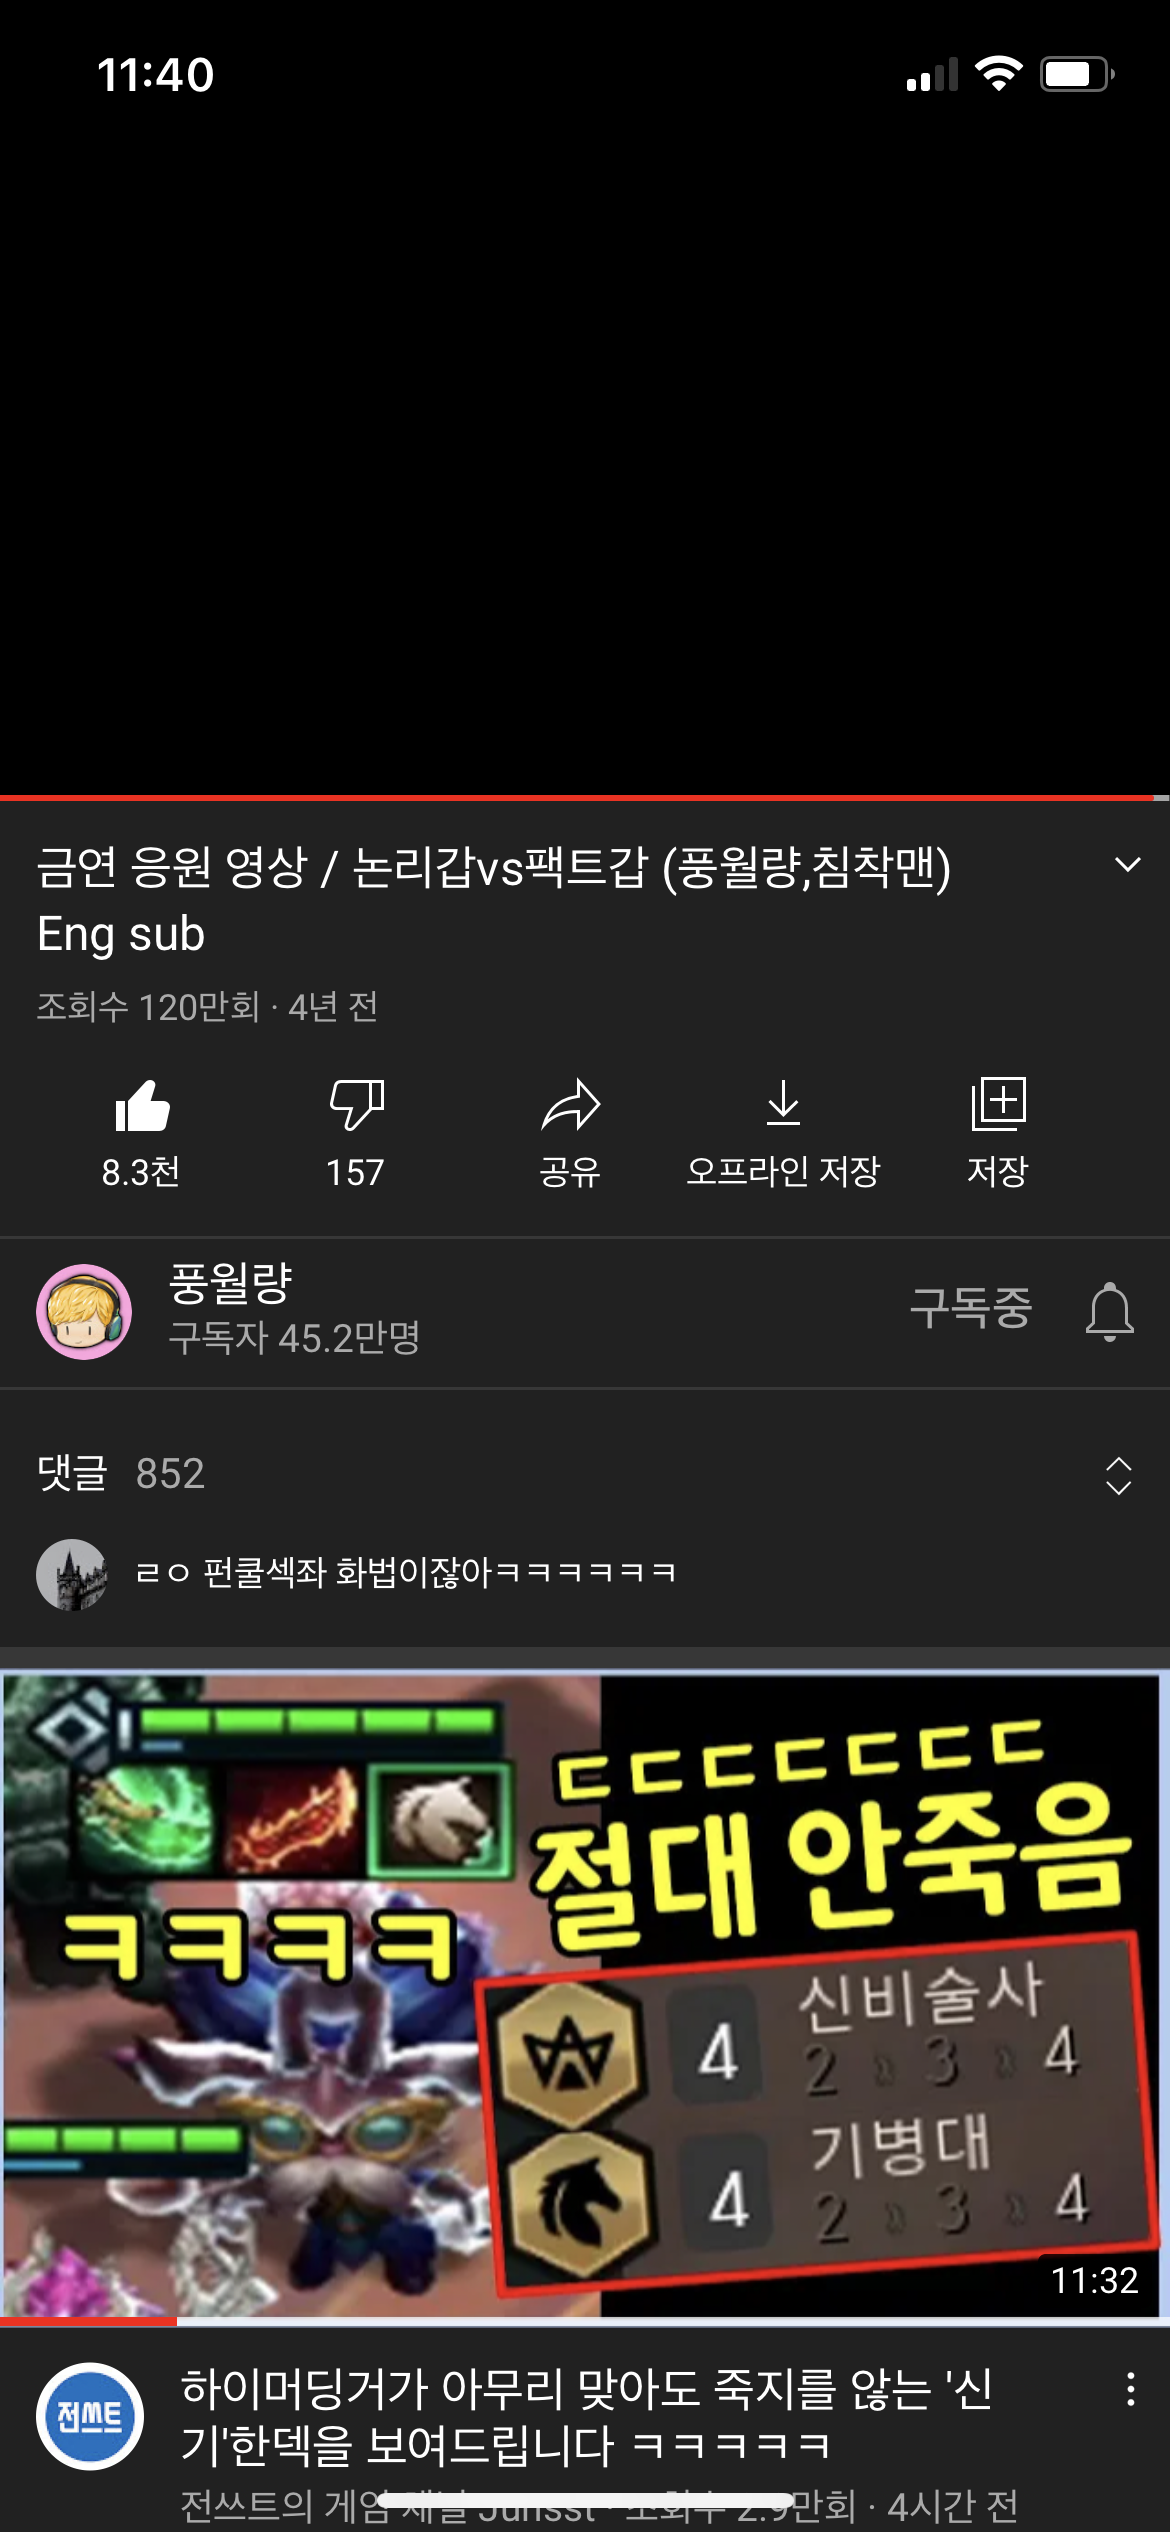 11:40
금연 응원 영상 / 논리갑vs팩트갑 (풍월량,침착맨)
Eng sub
조회수 120만회 · 4년 전
8.3천
157
공유
오프라인 저장
저장
풍월량
구독자 45.2만명
구독중
댓글 852
ㄹㅇ 펀쿨섹좌 화법이잖아ㅋㅋㅋㅋㅋㅋ
ㄷㄷㄷㄷㄷㄷㄷ
절대 안죽음
ㅋㅋㅋㅋ
4 신비술사
2 3 4
4 기병대
2 3 4
11:32
전쓰트
하이머딩거가 아무리 맞아도 죽지를 않는 '신
기'한덱을 보여드립니다 ㅋㅋㅋㅋㅋ
전쓰트의 게임 채널 Junsst · 조회수 2.9만회 · 4시간 전